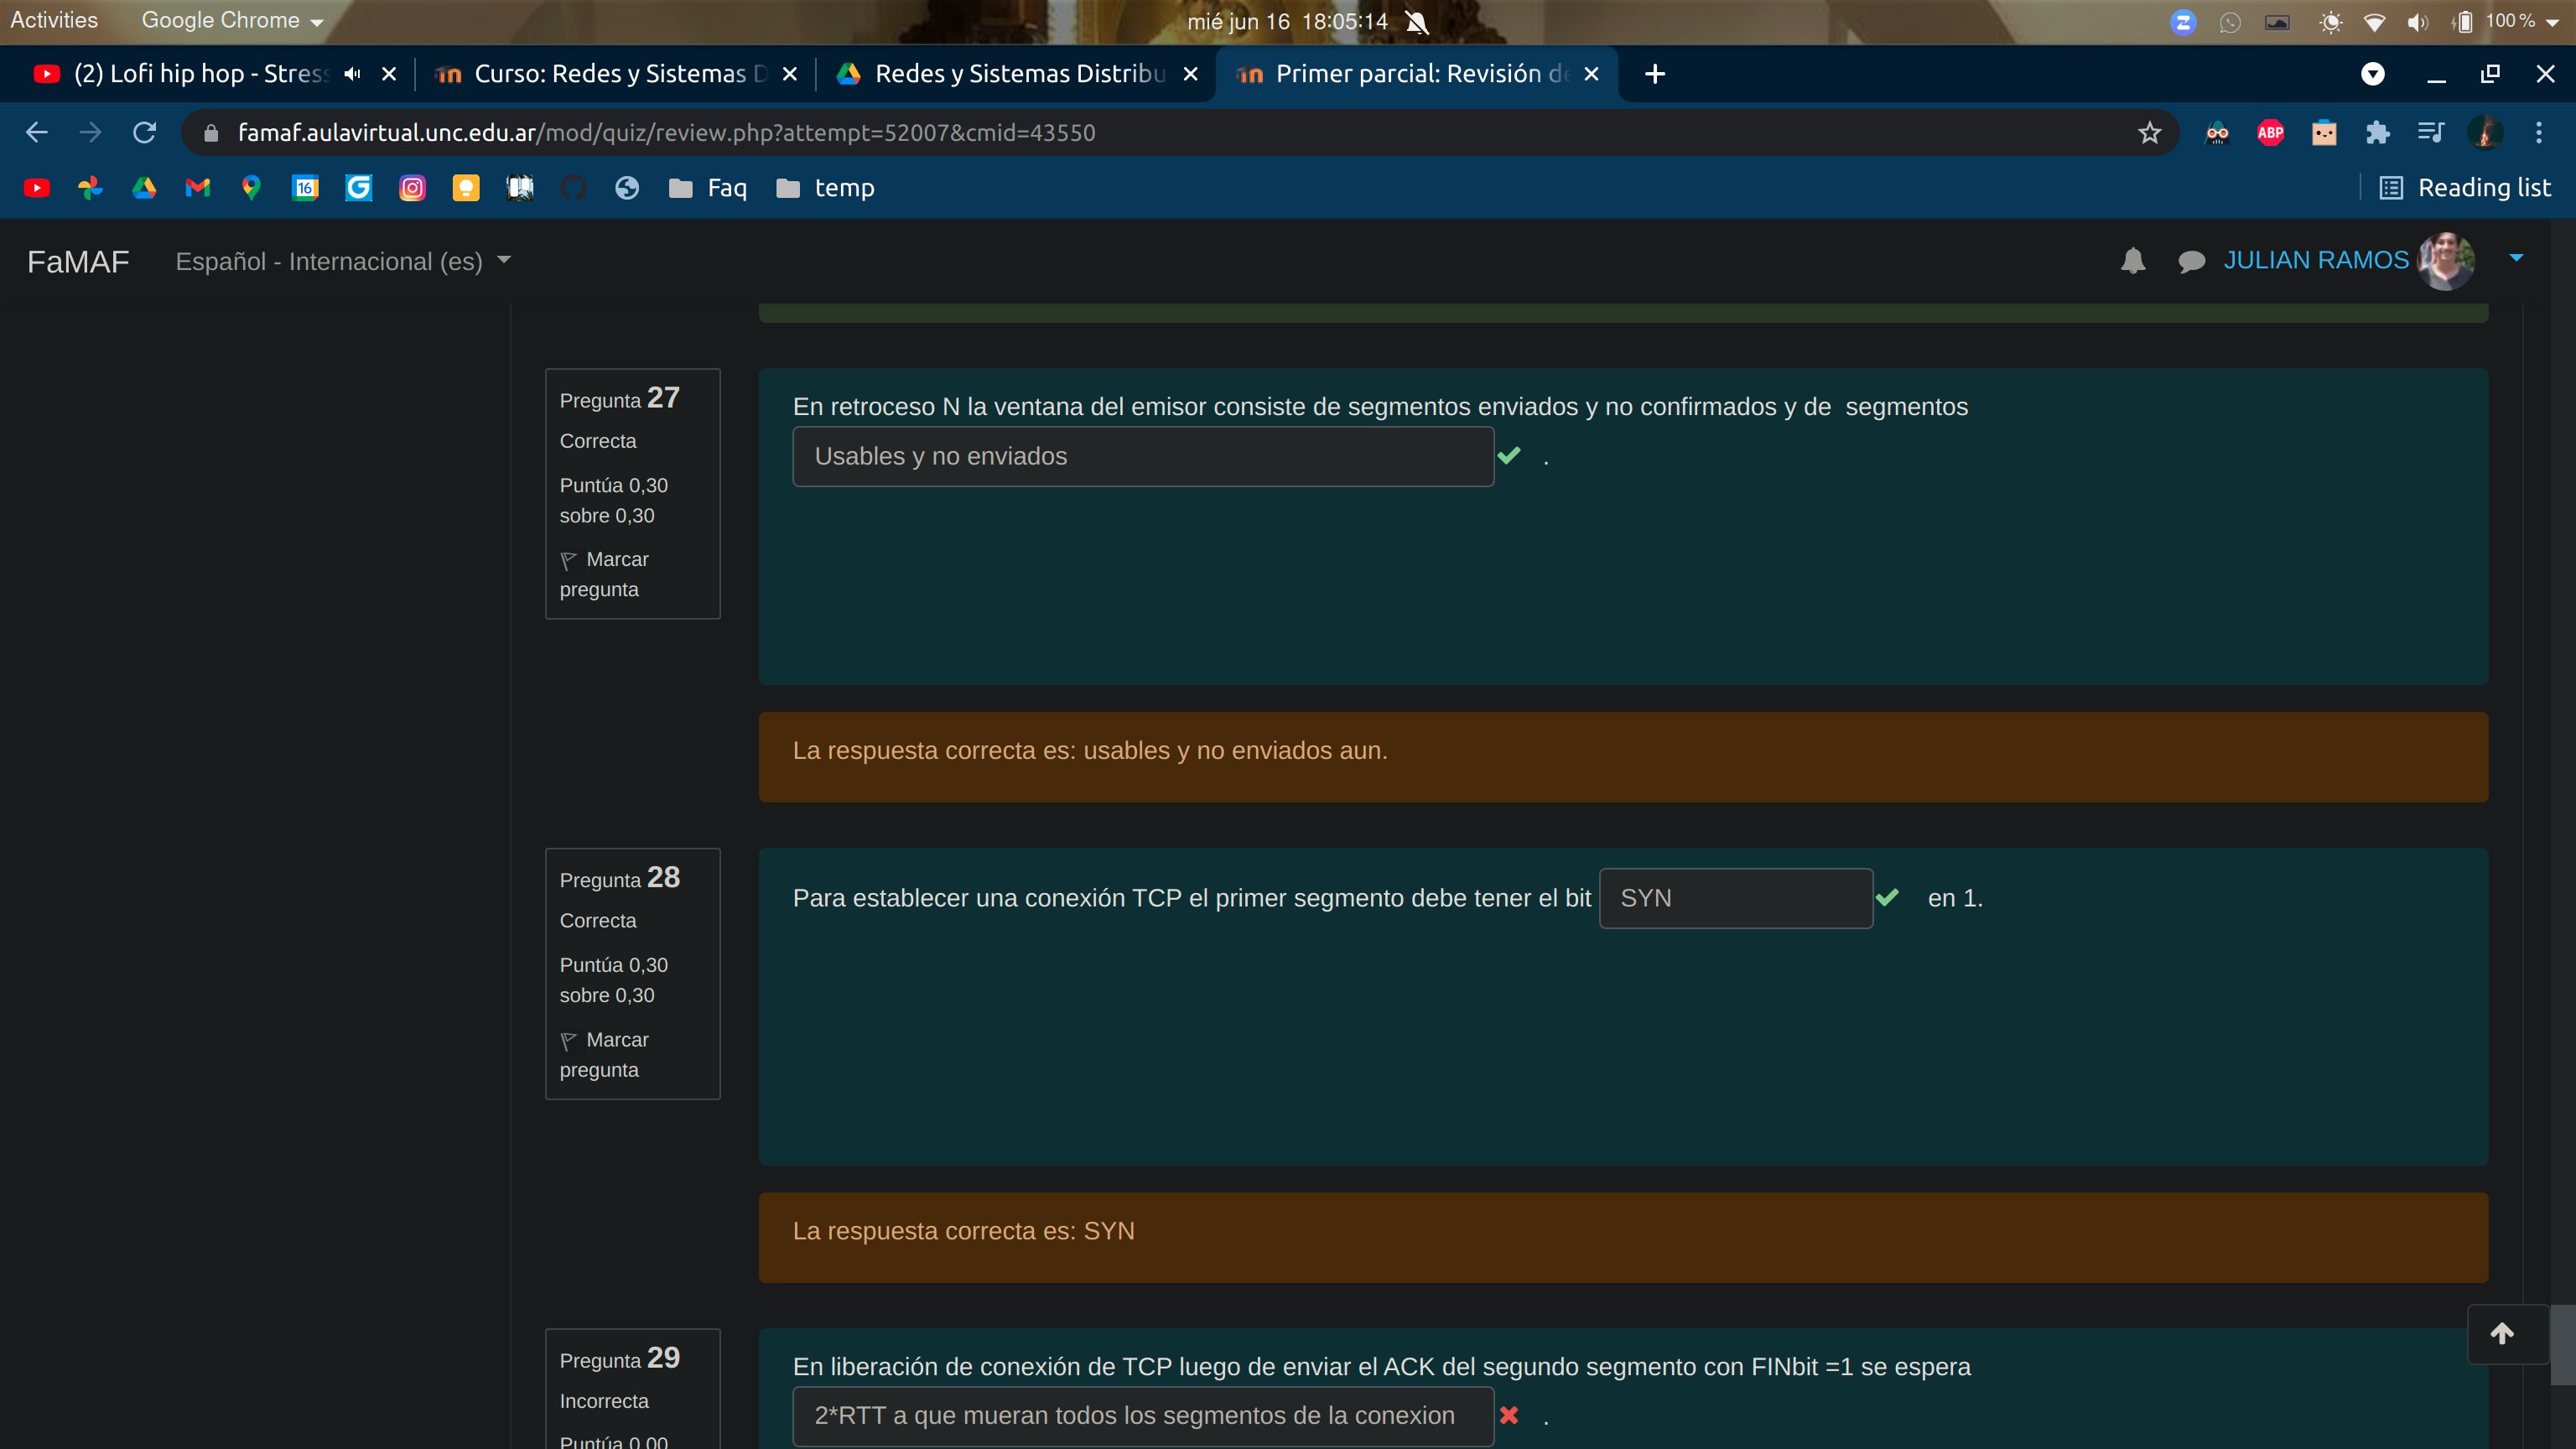 Activities Google Chrome mié jun 16 18:05:14 100 %
(2) Lofi hip hop - Stress Curso: Redes y Sistemas D Redes y Sistemas Distribu Primer parcial: Revisión de
famaf.aulavirtual.unc.edu.ar/mod/quiz/review.php?attempt=52007&cmid=43550 ABP
16 Faq temp Reading list
FaMAF Español - Internacional (es) JULIAN RAMOS
Pregunta 27
Correcta
Puntúa 0,30
sobre 0,30
Marcar
pregunta
En retroceso N la ventana del emisor consiste de segmentos enviados y no confirmados y de segmentos
Usables y no enviados .
La respuesta correcta es: usables y no enviados aun.
Pregunta 28
Correcta
Puntúa 0,30
sobre 0,30
Marcar
pregunta
Para establecer una conexión TCP el primer segmento debe tener el bit SYN en 1.
La respuesta correcta es: SYN
Pregunta 29
Incorrecta
Puntúa 0,00
En liberación de conexión de TCP luego de enviar el ACK del segundo segmento con FINbit =1 se espera
2*RTT a que mueran todos los segmentos de la conexion .